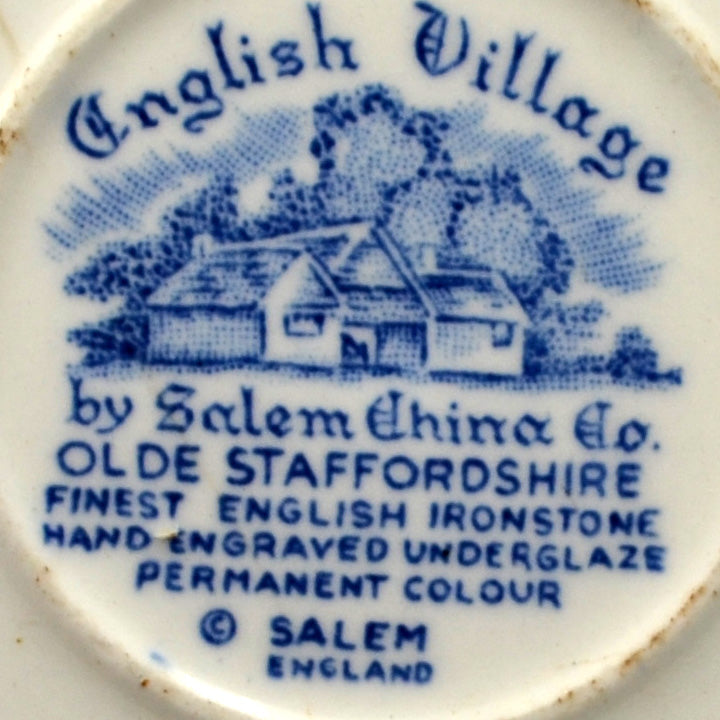 English Village
by Salem China Co.
OLDE STAFFORDSHIRE
FINEST ENGLISH IRONSTONE
HAND ENGRAVED UNDERGLAZE
PERMANENT COLOUR
© SALEM
ENGLAND